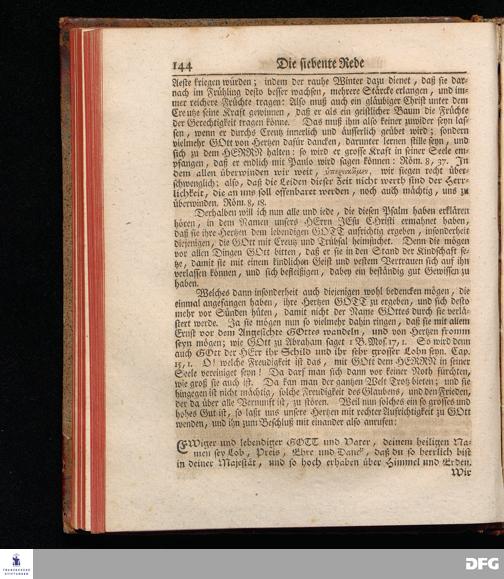 144 Die siebente Rede
Aeste kriegen würden; indem der rauhe Winter dazu dienet, daß sie dar-
nach im Frühling desto besser wachsen, mehrere Stärcke erlangen, und im-
mer reichere Früchte tragen: Also muß auch ein gläubiger Christ unter dem
Creutze seine Kraft gewinnen, daß er als ein geistlicher Baum die Früchte
der Gerechtigkeit tragen könne. Das muß ihm also keiner zuwider seyn las-
sen, wenn er durchs Creutz innerlich und äusserlich geübet wird; sondern
vielmehr GOtt von Hertzen dafür dancken, darunter lernen stille seyn, und
sich zu dem HERRN halten: so wird er grosse Kraft in seiner Seele em-
pfangen, daß er endlich mit Paulo wird sagen können: Röm. 8, 37. In
dem allen überwinden wir weit, ὑπερνικῶμεν, wir siegen recht über-
schwenglich: also, daß die Leiden dieser Zeit nicht werth sind der Herr-
lichkeit, die an uns soll offenbaret werden, noch auch mächtig, uns zu
überwinden. Röm. 8, 18.
Derhalben will ich nun alle und iede, die diesen Psalm haben erklären
hören, in dem Namen unsers HErrn JEsu Christi ermahnet haben,
daß sie ihre Hertzen dem lebendigen GOTT aufrichtig ergeben, insonderheit
diejenigen, die GOtt mit Creutz und Trübsal heimsuchet. Denn die mögen
vor allen Dingen GOtt bitten, daß er sie in den Stand der Kindschaft se-
tze, damit sie mit einem kindlichen Geist und vestem Vertrauen sich auf ihn
verlassen können, und sich befleißigen, dabey ein beständig gut Gewissen zu
haben.
Welches dann insonderheit auch diejenigen wohl bedencken mögen, die
einmal angefangen haben, ihre Hertzen GOTT zu ergeben, und sich desto
mehr vor Sünden hüten, damit nicht der Name GOttes durch sie verlä-
stert werde. Ja sie mögen nun so vielmehr dahin ringen, daß sie mit allem
Ernst vor dem Angesichte GOttes wandeln, und von Hertzen fromm
seyn mögen; wie GOtt zu Abraham saget 1 B. Mos. 17, 1. So wird denn
auch GOtt der HErr ihr Schild und ihr sehr grosser Lohn seyn. Cap.
15, 1. O! welche Freudigkeit ist das, mit GOtt dem HERRN in seiner
Seele vereiniget seyn! Da darf man sich dann vor keiner Noth fürchten,
wie groß sie auch ist. Da kan man der gantzen Welt Trotz bieten; und sie
hingegen ist nicht mächtig, solche Freudigkeit des Glaubens, und den Frieden,
der da über alle Vernunft ist, zu stören. Weil nun solches ein so grosses und
hohes Gut ist, so laßt uns unsere Hertzen mit rechter Aufrichtigkeit zu GOtt
wenden, und ihn zum Beschluß mit einander also anrufen:
EWiger und lebendiger GOTT und Vater, deinem heiligen Na-
men sey Lob, Preis, Ehre und Danck, daß du so herrlich bist
in deiner Majestät, und so hoch erhaben über Himmel und Erden.
Wir
FRANCKESCHE STIFTUNGEN
DFG